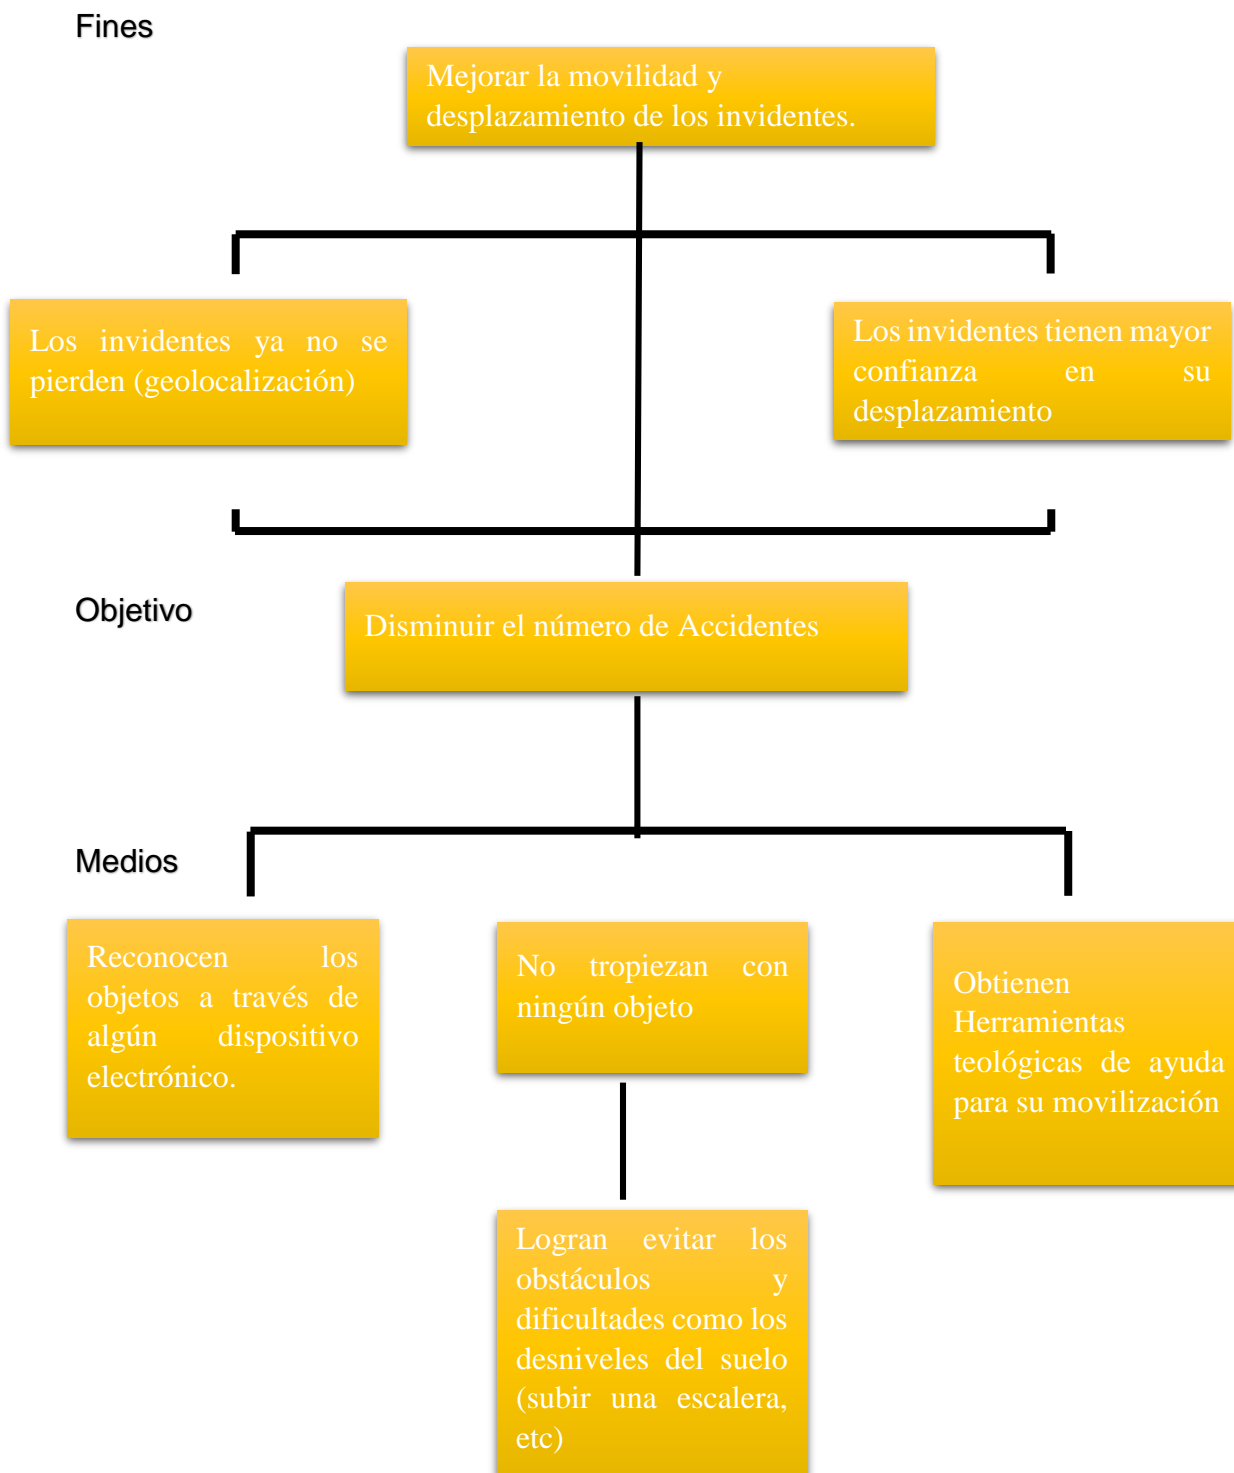 Fines
Mejorar la movilidad y
desplazamiento de los invidentes.
Los invidentes ya no se
pierden (geolocalización)
Los invidentes tienen mayor
confianza en su
desplazamiento
Objetivo
Disminuir el número de Accidentes
Medios
Reconocen los
objetos a través de
algún dispositivo
electrónico.
No tropiezan con
ningún objeto
Obtienen
Herramientas
teológicas de ayuda
para su movilización
Logran evitar los
obstáculos y
dificultades como los
desniveles del suelo
(subir una escalera,
etc)